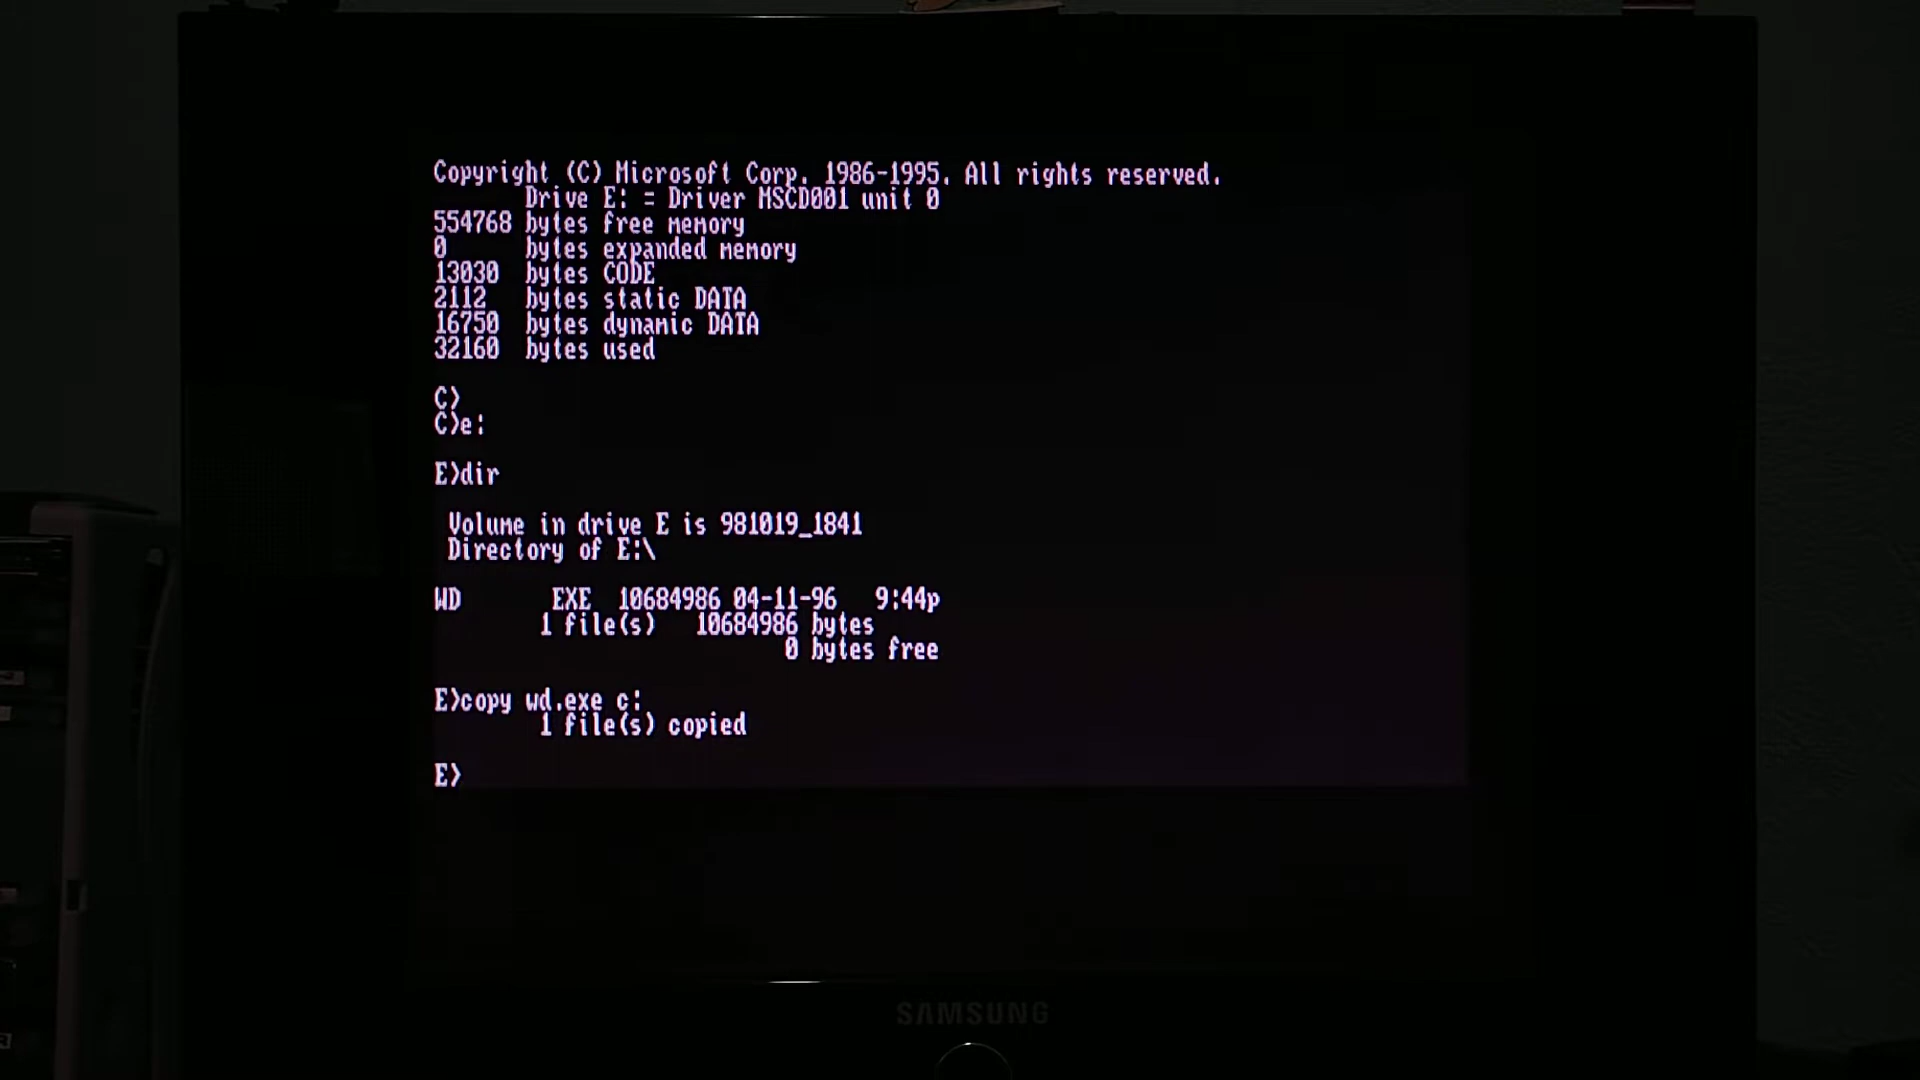 Copyright (C) Microsoft Corp. 1986-1995. All rights reserved.
Drive E: = Driver MSCD001 unit 0
554768 bytes free memory
0 bytes expanded memory
13030 bytes CODE
2112 bytes static DATA
16750 bytes dynamic DATA
32160 bytes used
C>
C>e:
E>dir
Volume in drive E is 981019_1841
Directory of E:\
WD EXE 10684986 04-11-96 9:44p
1 file(s) 10684986 bytes
0 bytes free
E>copy wd.exe c:
1 file(s) copied
E>
SAMSUNG